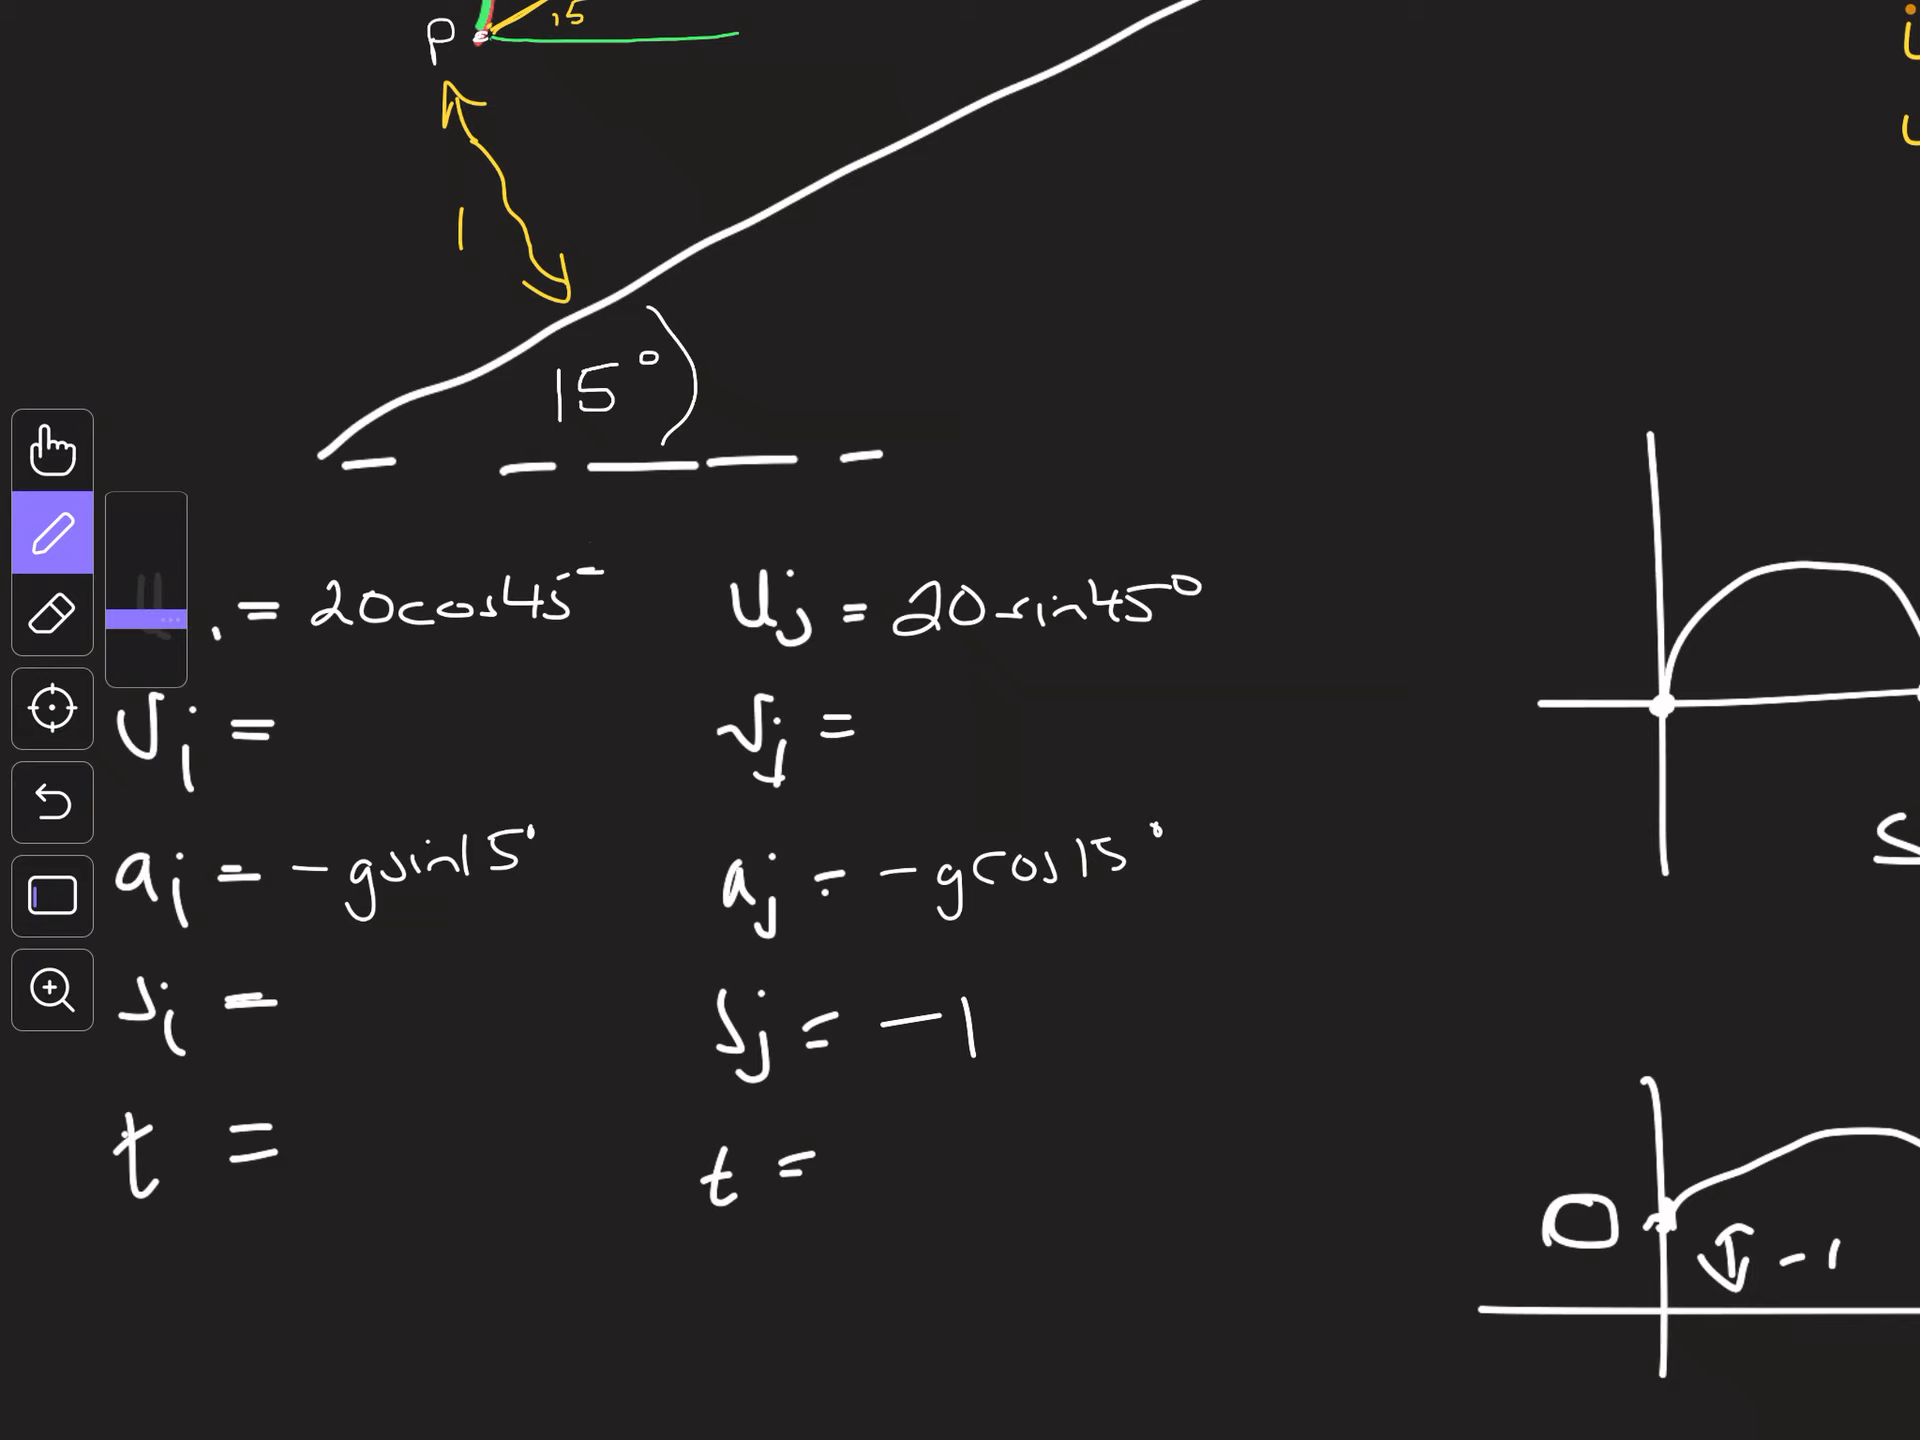 15
P
i
1
15°
u
. = 20cos45 uj = 20sin45°
vi = vj =
ai = - gsin15° aj = - gcos15°
si = sj = -1
t = t =
O
-1